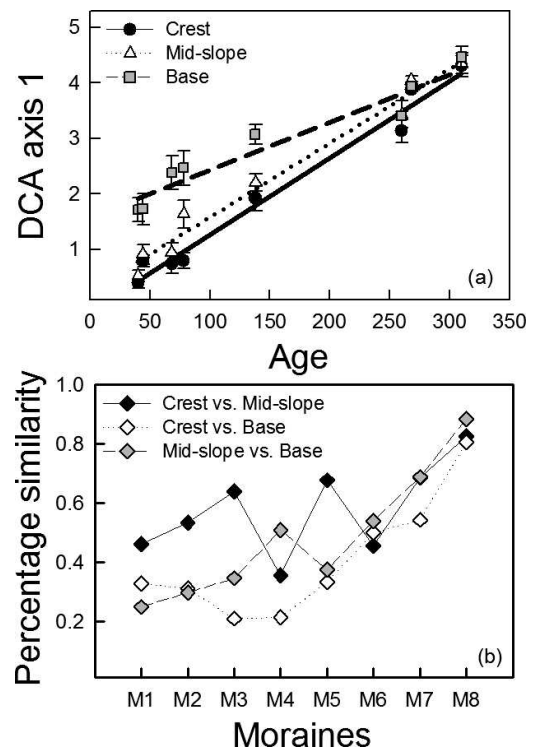 5
Crest
Mid-slope
Base
4
3
2
1
DCA axis 1
(a)
0 50 100 150 200 250 300 350
Age
1.0
Crest vs. Mid-slope
Crest vs. Base
Mid-slope vs. Base
0.8
0.6
0.4
0.2
Percentage similarity
(b)
M1 M2 M3 M4 M5 M6 M7 M8
Moraines